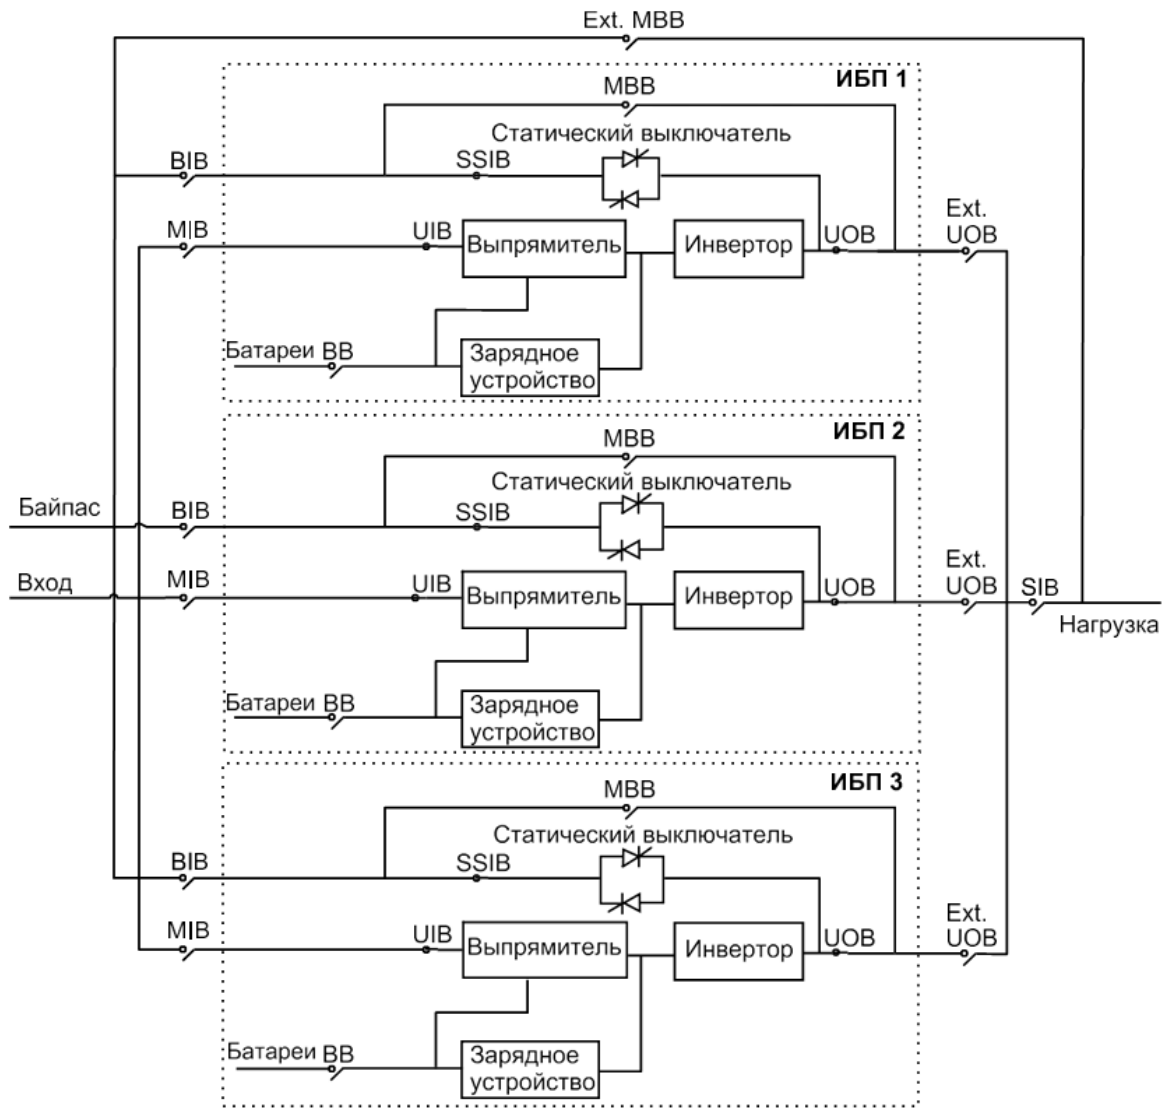 Ext. MBB
ИБП 1
MBB
Статический выключатель
BIB
SSIB
MIB
UIB
Выпрямитель
Инвертор
UOB
Ext.
UOB
Батареи BB
Зарядное
устройство
ИБП 2
MBB
Статический выключатель
Байпас
BIB
SSIB
Вход
MIB
UIB
Выпрямитель
Инвертор
UOB
Ext.
UOB
SIB
Нагрузка
Батареи BB
Зарядное
устройство
ИБП 3
MBB
Статический выключатель
BIB
SSIB
MIB
UIB
Выпрямитель
Инвертор
UOB
Ext.
UOB
Батареи BB
Зарядное
устройство